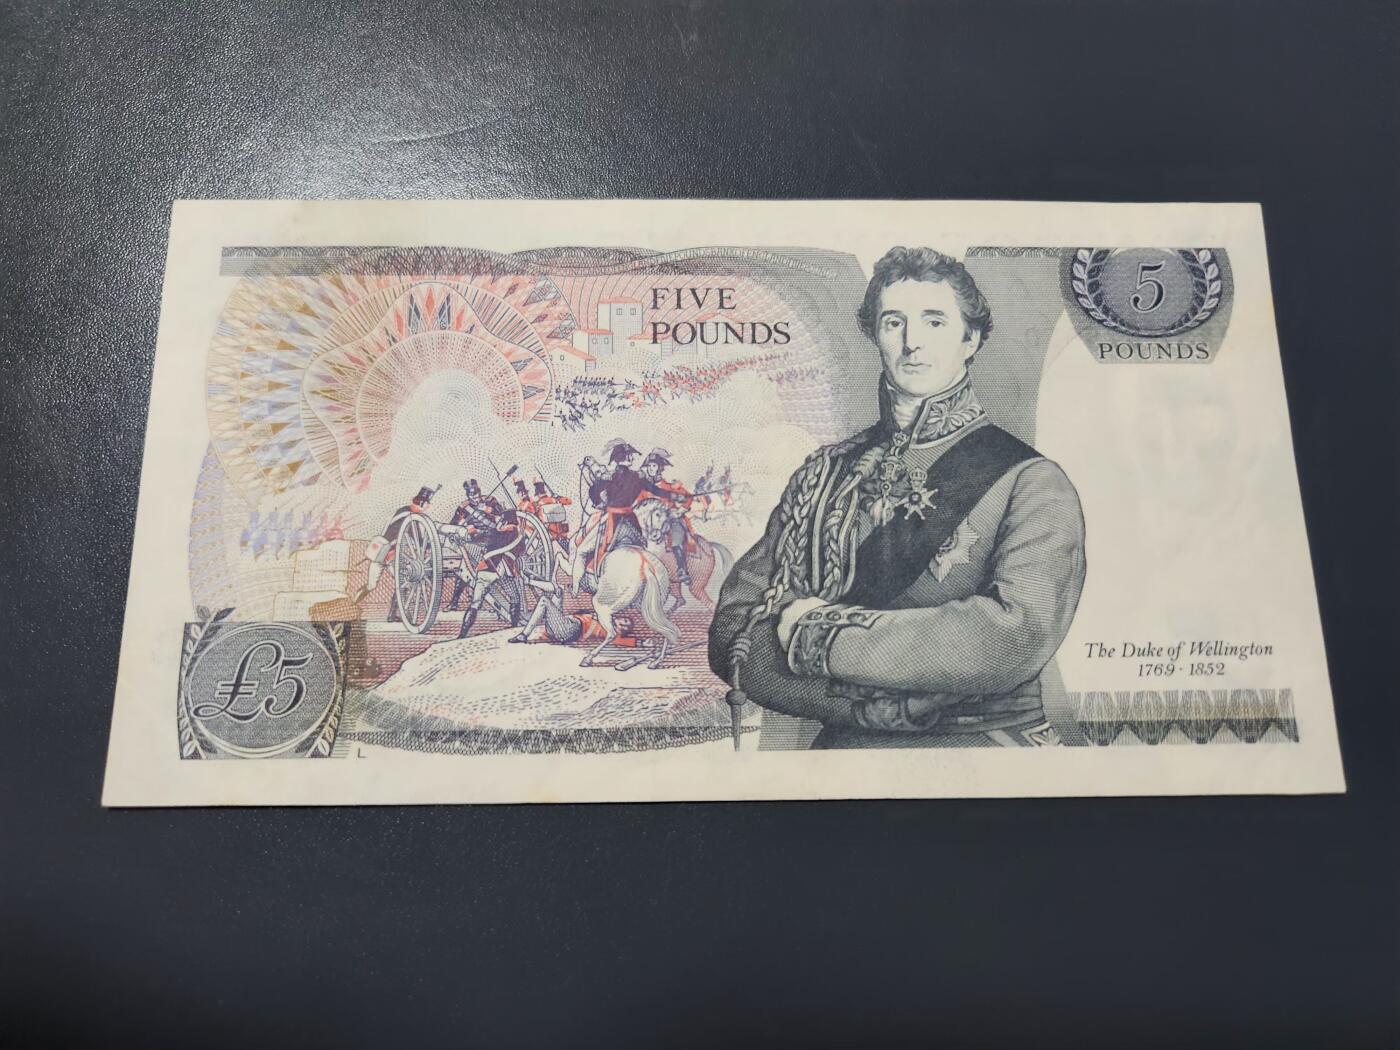 FIVE
POUNDS
5
POUNDS
£5
The Duke of Wellington
1769 · 1852
L